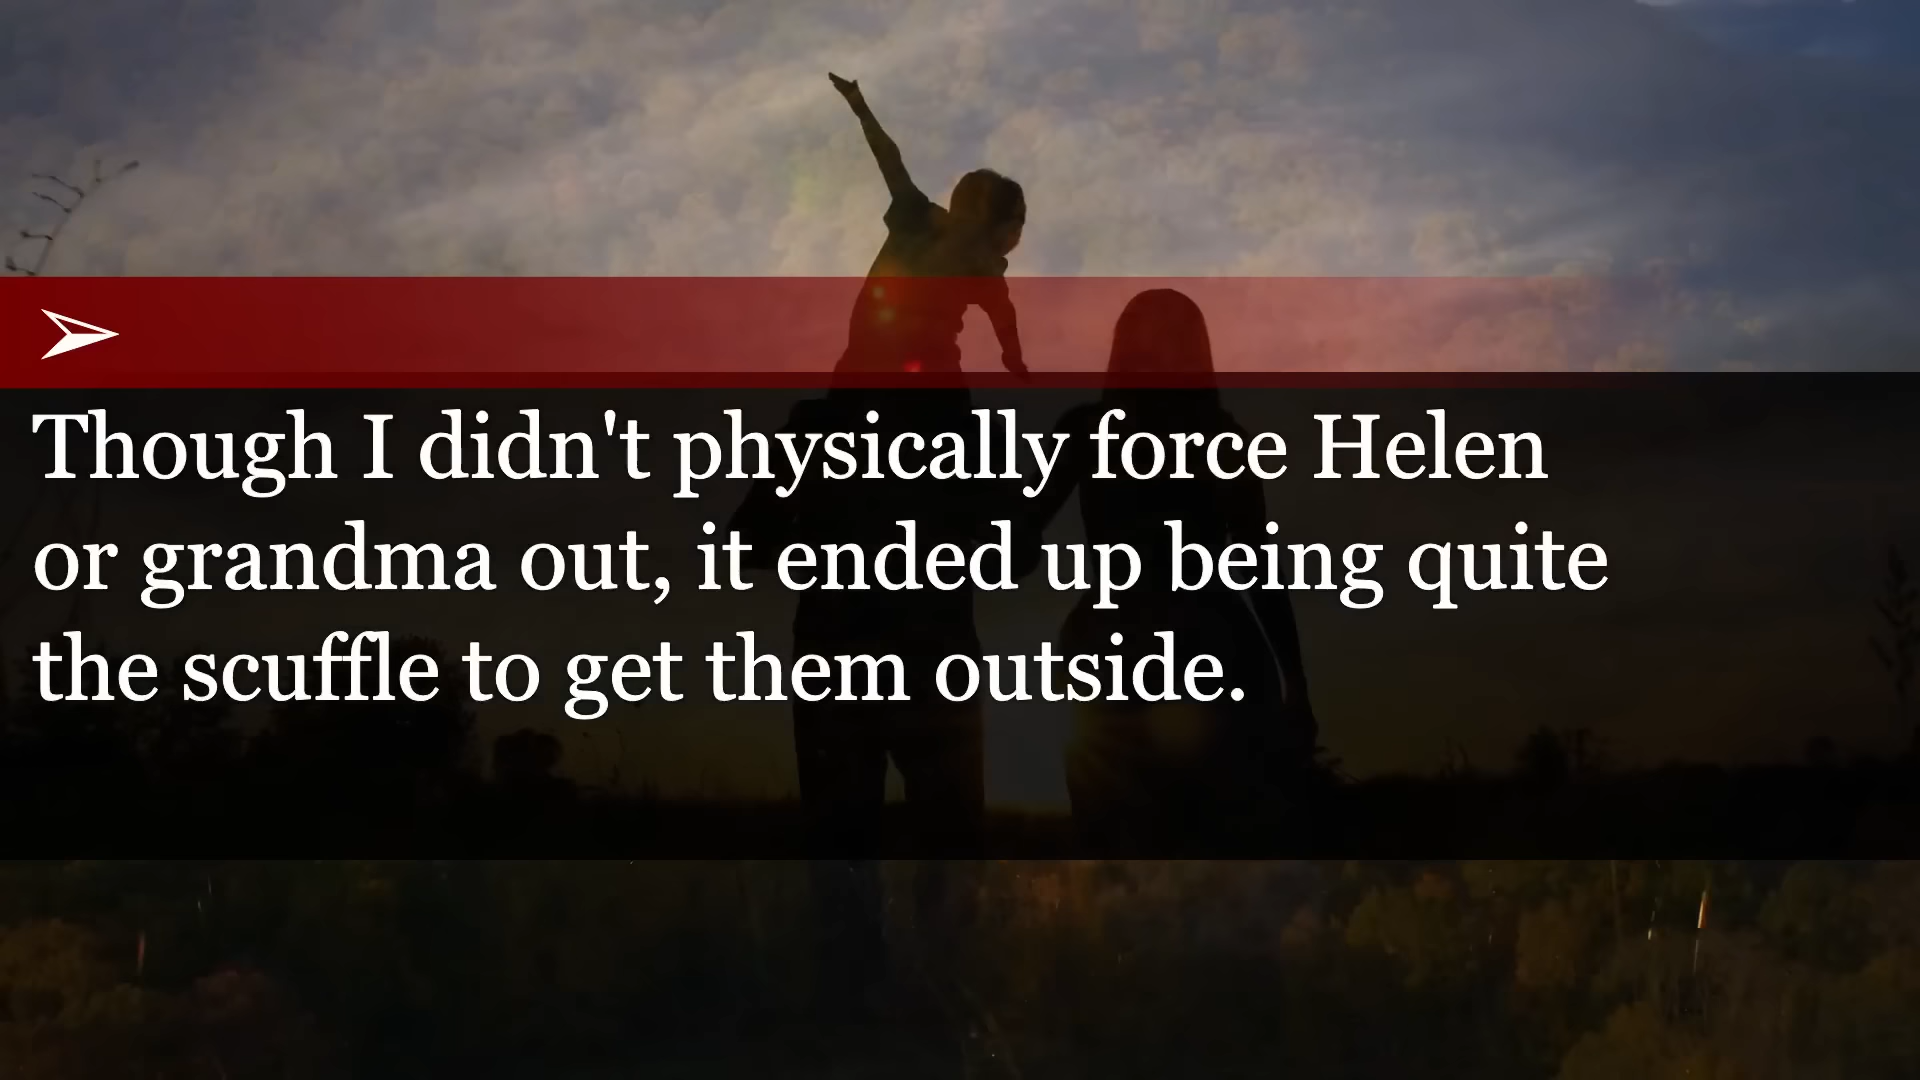 Though I didn't physically force Helen
or grandma out, it ended up being quite
the scuffle to get them outside.